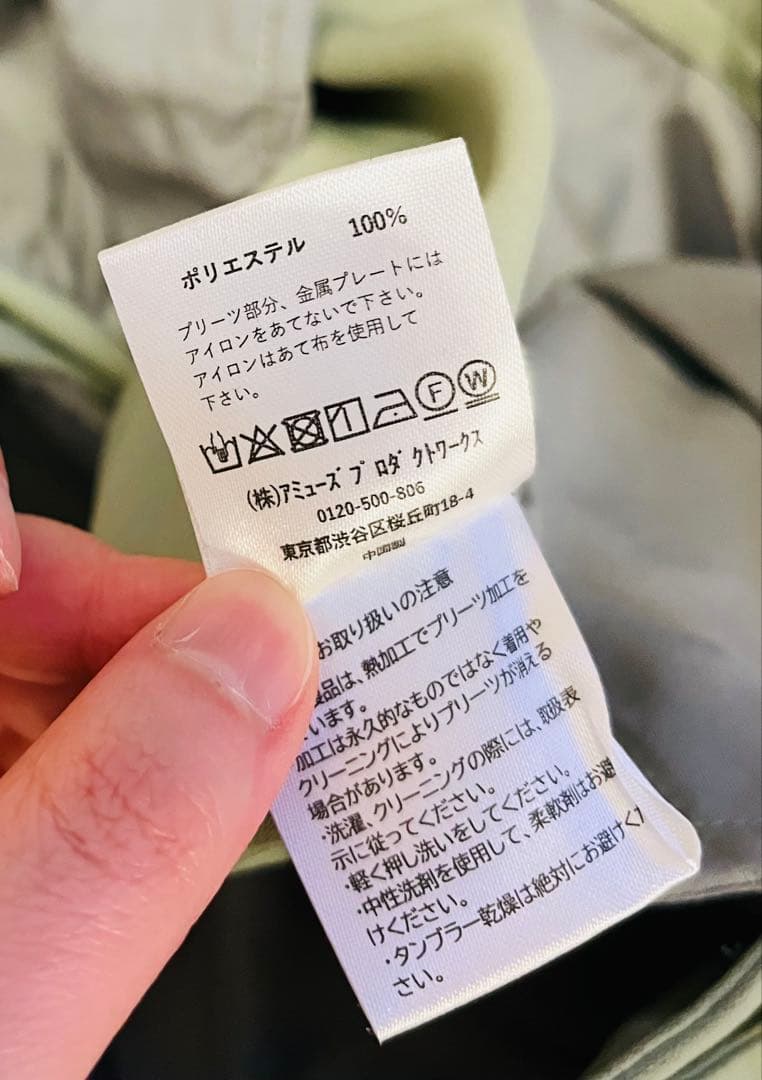 ポリエステル 100%
プリーツ部分、金属プレートには
アイロンをあてないで下さい。
アイロンはあて布を使用して
下さい。
F W
(株)アミューズプロダクトワークス
0120-500-806
東京都渋谷区桜丘町18-4
中国製
お取り扱いの注意
製品は、熱加工でプリーツ加工を
います。
加工は永久的なものではなく着用や
クリーニングによりプリーツが消える
場合があります。
・洗濯、クリーニングの際には、取扱表
示に従ってください。
・軽く押し洗いをしてください。
・中性洗剤を使用して、柔軟剤はお避
けください。
・タンブラー乾燥は絶対にお避けくだ
さい。